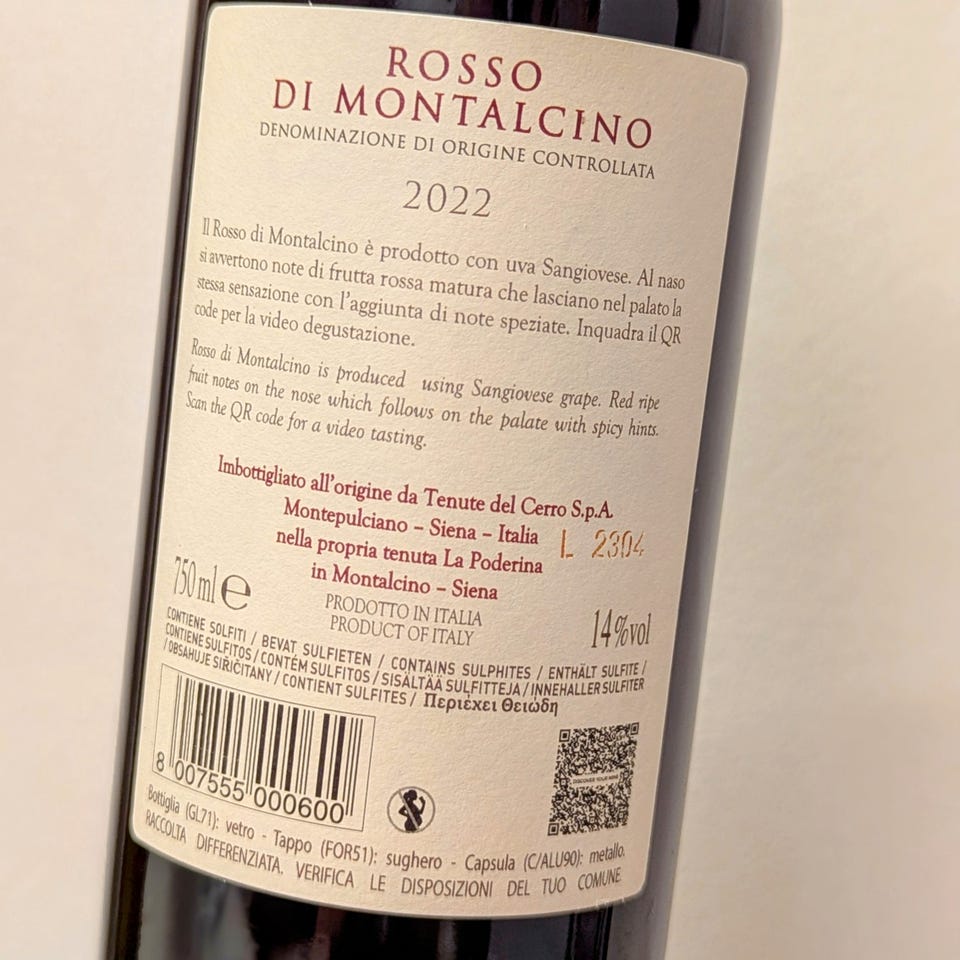 ROSSO
DI MONTALCINO
DENOMINAZIONE DI ORIGINE CONTROLLATA
2022
Il Rosso di Montalcino è prodotto con uva Sangiovese. Al naso
si avvertono note di frutta rossa matura che lasciano nel palato la
stessa sensazione con l'aggiunta di note speziate. Inquadra il QR
code per la video degustazione.
Rosso di Montalcino is produced using Sangiovese grape. Red ripe
fruit notes on the nose which follows on the palate with spicy hints.
Scan the QR code for a video tasting.
Imbottigliato all'origine da Tenute del Cerro S.p.A.
Montepulciano – Siena – Italia
L 2304
nella propria tenuta La Poderina
in Montalcino – Siena
750 ml e
PRODOTTO IN ITALIA
PRODUCT OF ITALY
14%vol
CONTIENE SOLFITI / BEVAT SULFIETEN / CONTAINS SULPHITES / ENTHÄLT SULFITE /
CONTIENE SULFITOS / CONTÉM SULFITOS / SISÄLTÄÄ SULFITTEJA / INNEHALLER SULFITER
/ OBSAHUJE SIŘIČITANY / CONTIENT SULFITES / Περιέχει Θειώδη
8 007555 000600
DISCOVER YOUR WINE
Bottiglia (GL71): vetro - Tappo (FOR51): sughero - Capsula (C/ALU90): metallo.
RACCOLTA DIFFERENZIATA. VERIFICA LE DISPOSIZIONI DEL TUO COMUNE.